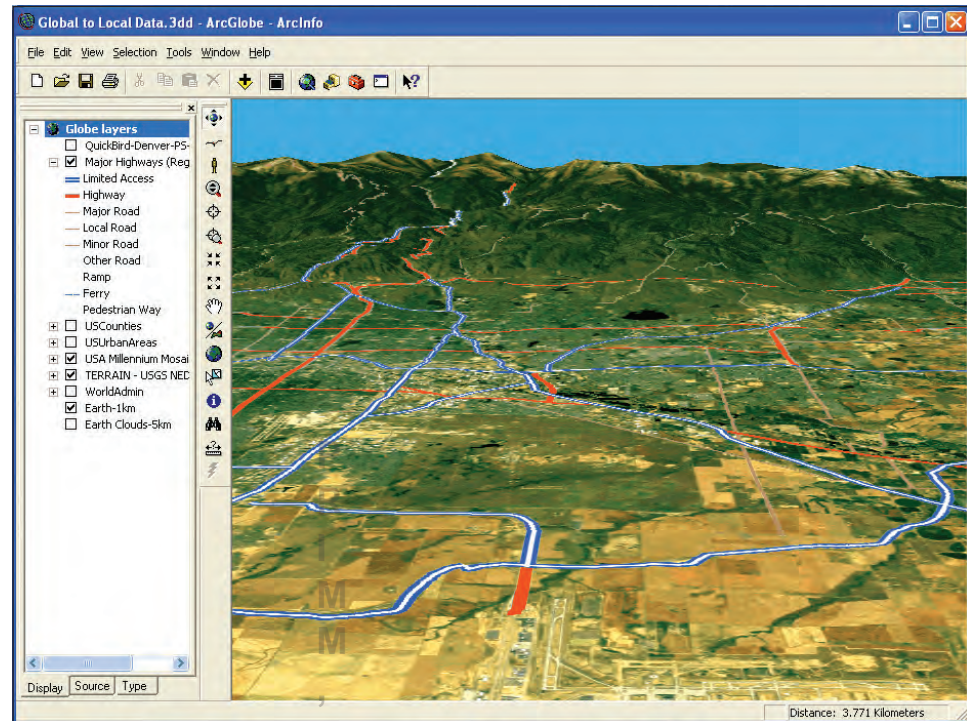 Global to Local Data.3dd - ArcGlobe - ArcInfo
File Edit View Selection Tools Window Help
Globe layers
QuickBird-Denver-PS-
Major Highways (Reg
Limited Access
Highway
Major Road
Local Road
Minor Road
Other Road
Ramp
Ferry
Pedestrian Way
USCounties
USUrbanAreas
USA Millennium Mosai
TERRAIN - USGS NED
WorldAdmin
Earth-1km
Earth Clouds-5km
I
M
M
Display Source Type
Distance: 3.771 Kilometers